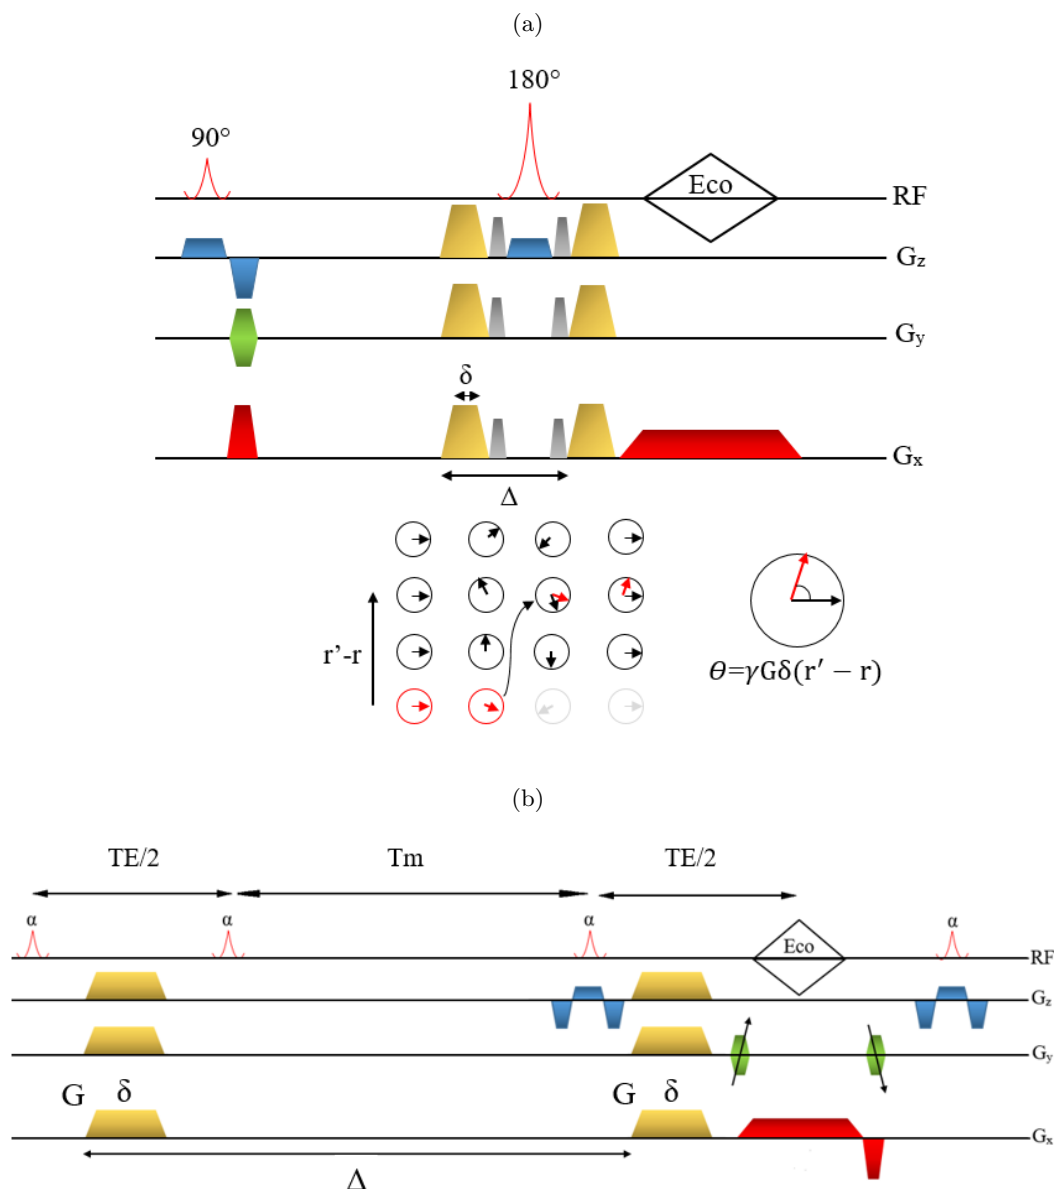 (a)
180°
90°
Eco
RF
Gz
Gy
δ
Gx
Δ
r'-r
θ=γGδ(r′ − r)
(b)
TE/2 Tm TE/2
α α α α
Eco
RF
Gz
Gy
G δ G δ
Gx
Δ